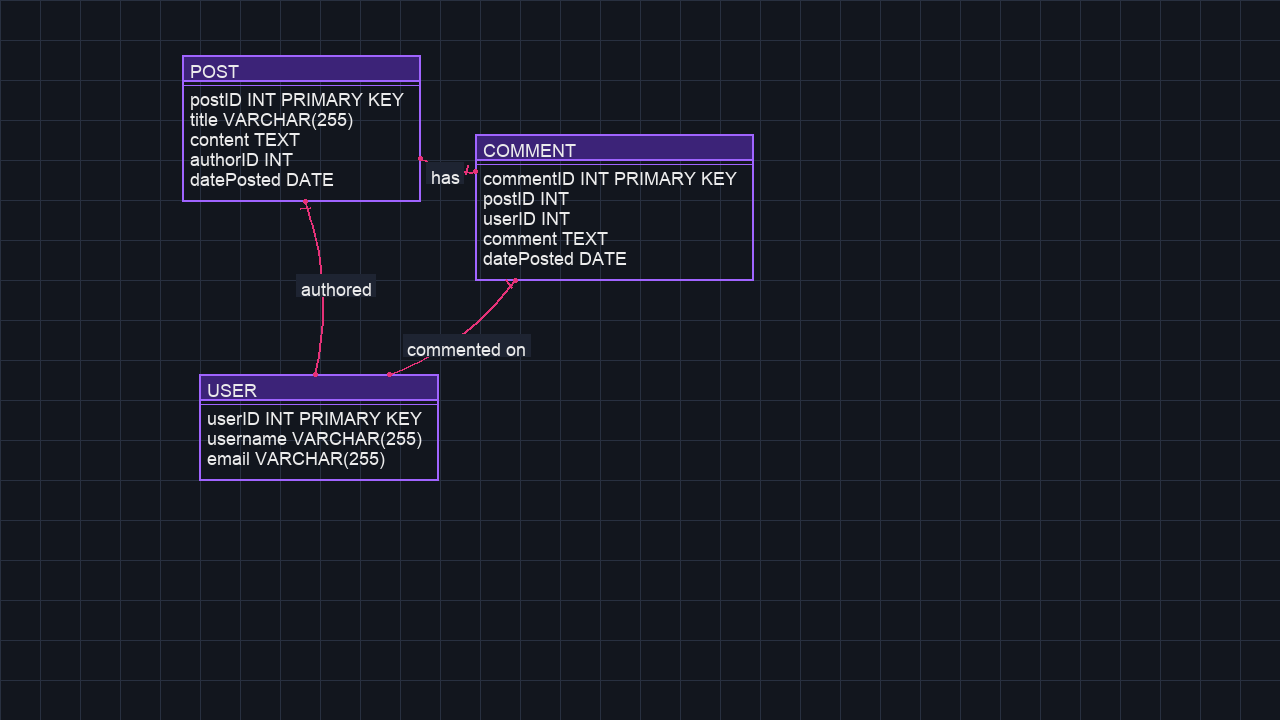 POST
postID INT PRIMARY KEY
title VARCHAR(255)
content TEXT
authorID INT
datePosted DATE
has
COMMENT
commentID INT PRIMARY KEY
postID INT
userID INT
comment TEXT
datePosted DATE
authored
commented on
USER
userID INT PRIMARY KEY
username VARCHAR(255)
email VARCHAR(255)